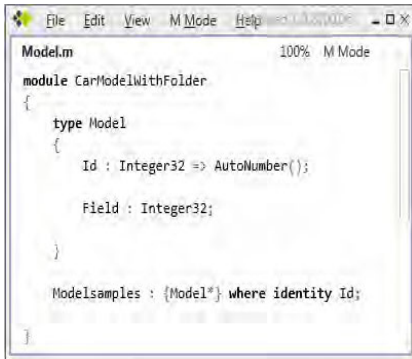 File Edit View M Mode Help
Model.m 100% M Mode
module CarModelWithFolder
{
type Model
{
Id : Integer32 => AutoNumber();
Field : Integer32;
}
Modelsamples : {Model*} where identity Id;
}